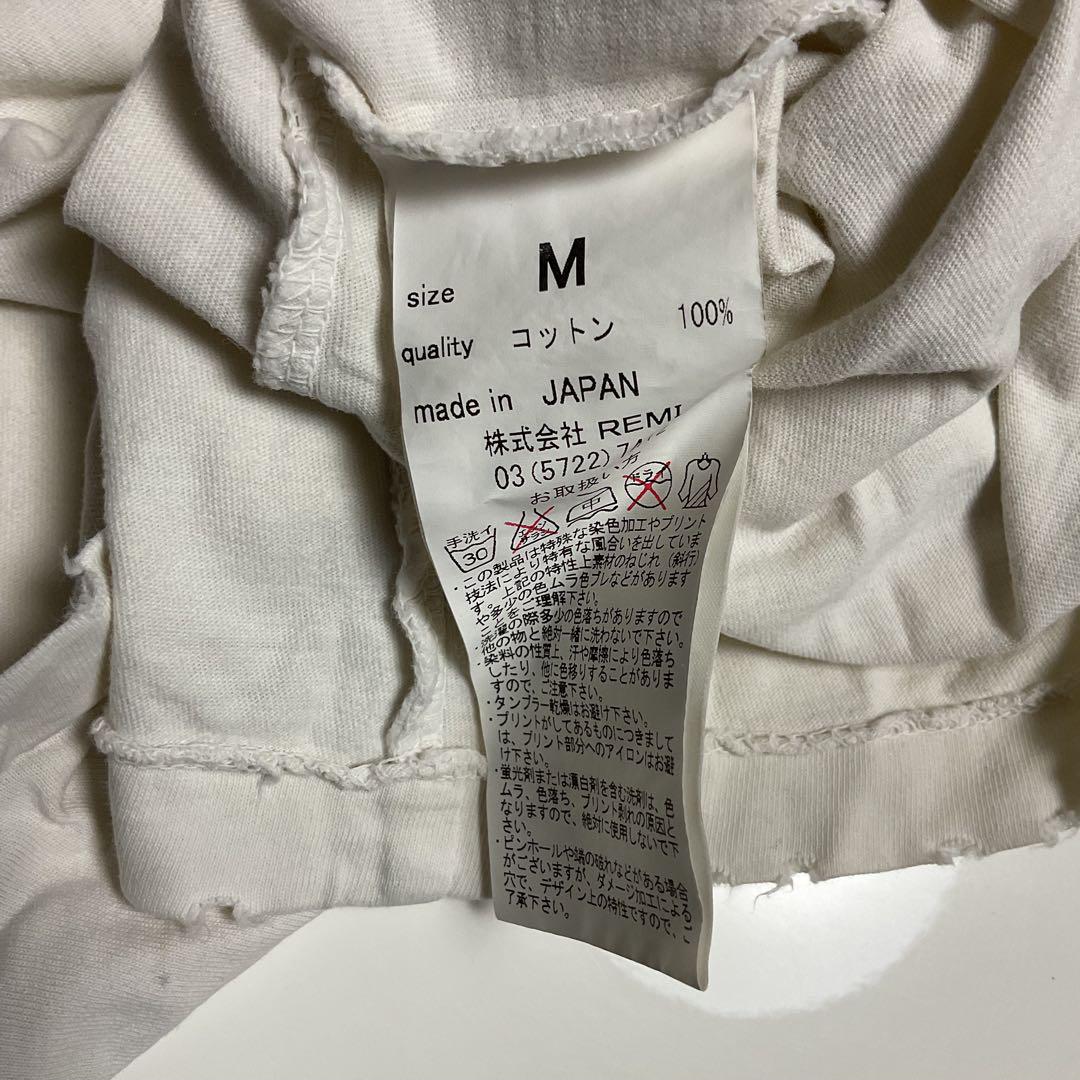 size M
quality コットン 100%
made in JAPAN
株式会社 REMI
03(5722)74
お取扱い方
手洗イ 30 エンソサラシ 中 ドライ
・この製品は特殊な染色加工やプリント
技法により特有な風合いを出していま
す。上記の特性上素材のねじれ（斜行）
や多少の色ムラ色ブレなどがあります
ことをご理解下さい。
・洗濯の際多少の色落ちがありますので
他の物と絶対一緒に洗わないで下さい。
・染料の性質上、汗や摩擦により色落ち
したり、他に色移りすることがありま
すので、ご注意下さい。
・タンブラー乾燥はお避け下さい。
・プリントがしてあるものにつきまして
は、プリント部分へのアイロンはお避
け下さい。
・蛍光剤または漂白剤を含む洗剤は、色
ムラ、色落ち、プリント剥れの原因と
なりますので、絶対に使用しないで下
さい。
・ピンホールや端の破れなどがある場合
がございますが、ダメージ加工による
穴で、デザイン上の特性ですので、ご
了承下さい。